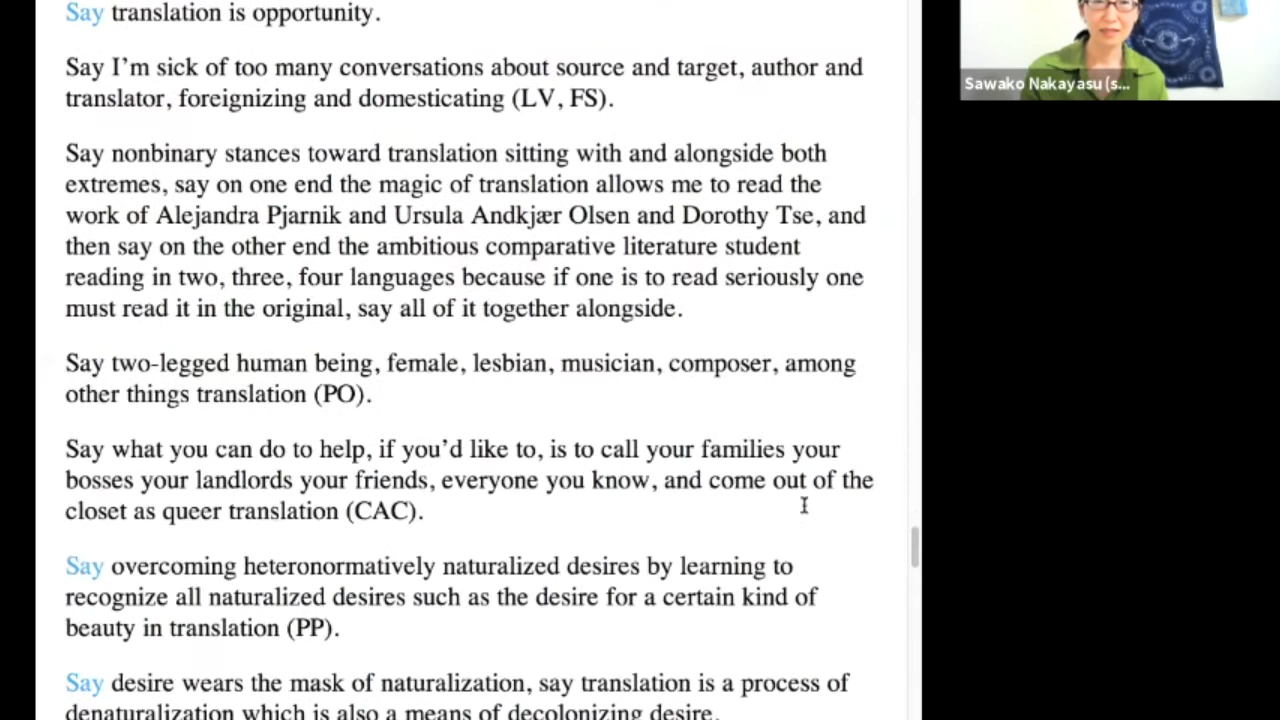 Say translation is opportunity.
Say I’m sick of too many conversations about source and target, author and
translator, foreignizing and domesticating (LV, FS).
Say nonbinary stances toward translation sitting with and alongside both
extremes, say on one end the magic of translation allows me to read the
work of Alejandra Pjarnik and Ursula Andkjær Olsen and Dorothy Tse, and
then say on the other end the ambitious comparative literature student
reading in two, three, four languages because if one is to read seriously one
must read it in the original, say all of it together alongside.
Say two-legged human being, female, lesbian, musician, composer, among
other things translation (PO).
Say what you can do to help, if you’d like to, is to call your families your
bosses your landlords your friends, everyone you know, and come out of the
closet as queer translation (CAC).
Say overcoming heteronormatively naturalized desires by learning to
recognize all naturalized desires such as the desire for a certain kind of
beauty in translation (PP).
Say desire wears the mask of naturalization, say translation is a process of
denaturalization which is also a means of decolonizing desire.
Sawako Nakayasu (s...